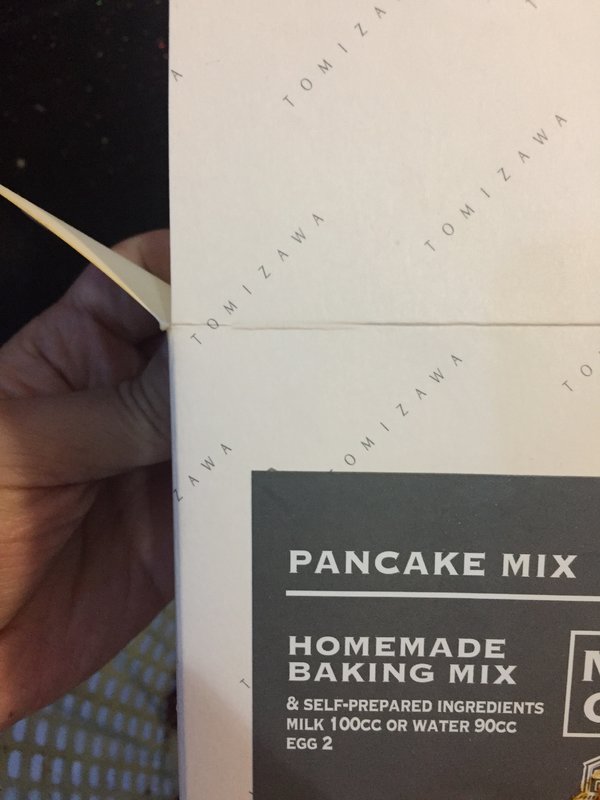 TOMIZAWA
TOMIZAWA
TOMIZAWA
TOMIZAWA
PANCAKE MIX
HOMEMADE
BAKING MIX
& SELF-PREPARED INGREDIENTS
MILK 100CC OR WATER 90CC
EGG 2